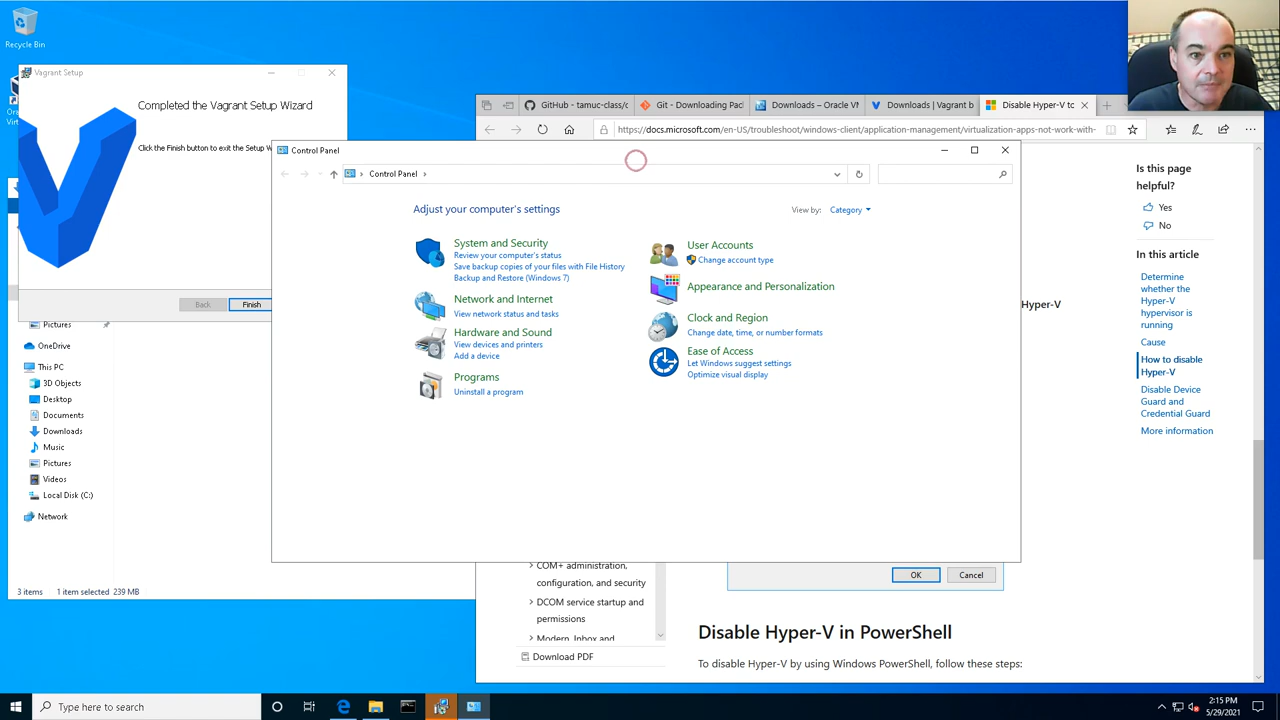 Recycle Bin
Vagrant Setup
Completed the Vagrant Setup Wizard
Click the Finish button to exit the Setup W
Back
Finish
Pictures
OneDrive
This PC
3D Objects
Desktop
Documents
Downloads
Music
Pictures
Videos
Local Disk (C:)
Network
3 items 1 item selected 239 MB
GitHub - tamuc-class/c
Git - Downloading Pac
Downloads – Oracle VM
Downloads | Vagrant b
Disable Hyper-V to
https://docs.microsoft.com/en-US/troubleshoot/windows-client/application-management/virtualization-apps-not-work-with-
Control Panel
Control Panel
Adjust your computer's settings
View by: Category
System and Security
Review your computer's status
Save backup copies of your files with File History
Backup and Restore (Windows 7)
Network and Internet
View network status and tasks
Hardware and Sound
View devices and printers
Add a device
Programs
Uninstall a program
User Accounts
Change account type
Appearance and Personalization
Clock and Region
Change date, time, or number formats
Ease of Access
Let Windows suggest settings
Optimize visual display
Hyper-V
Is this page
helpful?
Yes
No
In this article
Determine
whether the
Hyper-V
hypervisor is
running
Cause
How to disable
Hyper-V
Disable Device
Guard and
Credential Guard
More information
COM+ administration,
configuration, and security
DCOM service startup and
permissions
Modern, Inbox and
Download PDF
OK
Cancel
Disable Hyper-V in PowerShell
To disable Hyper-V by using Windows PowerShell, follow these steps:
Type here to search
2:15 PM
5/29/2021